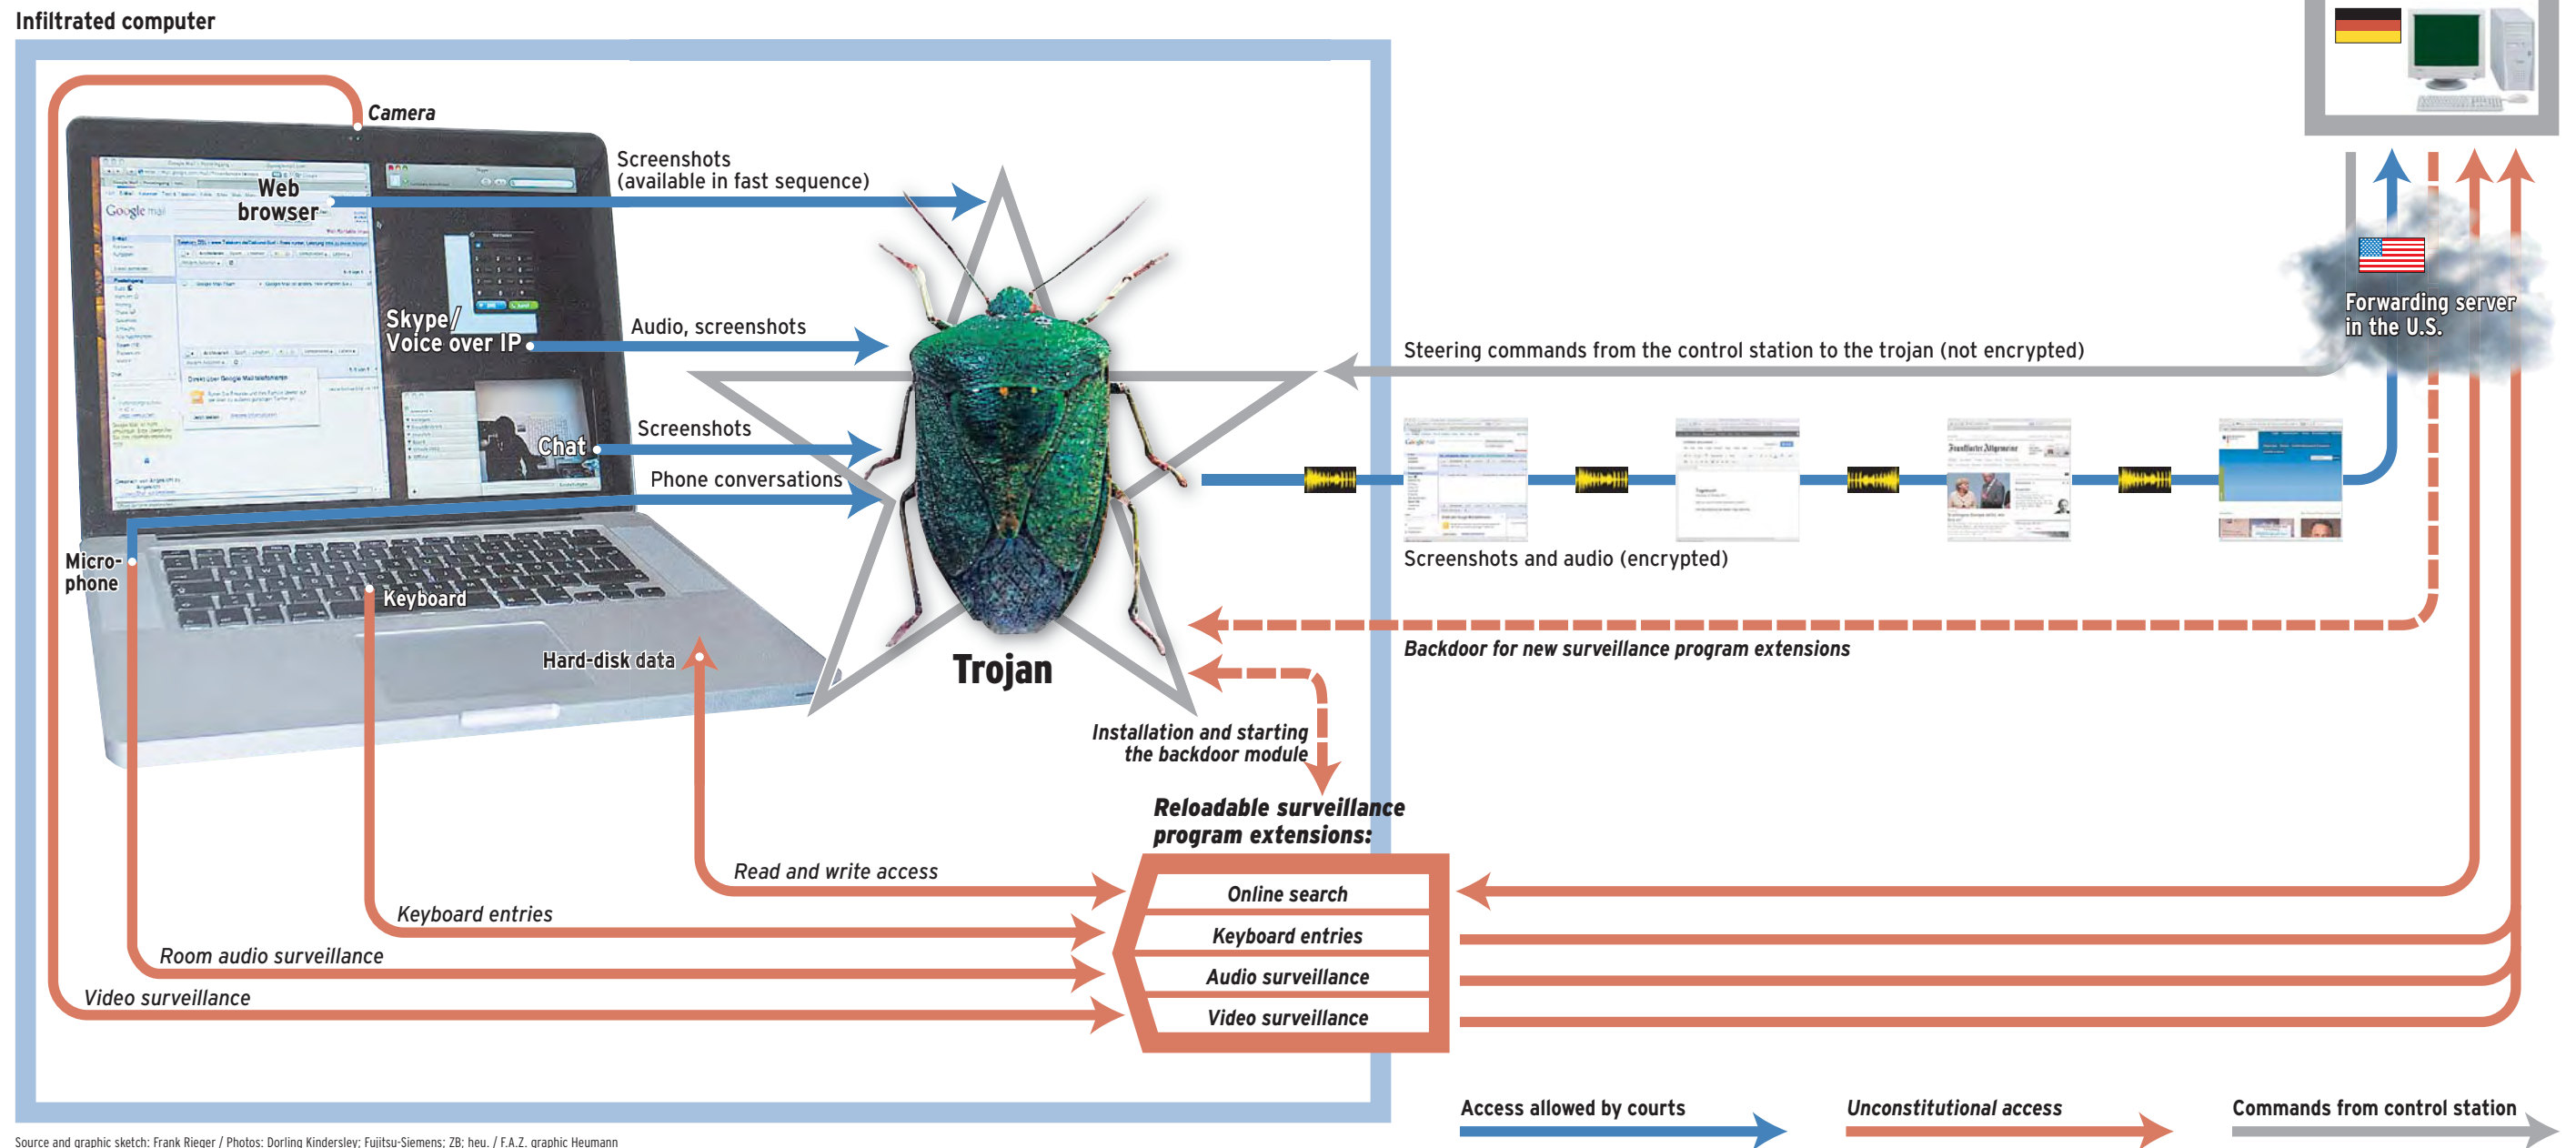 Infiltrated computer
Camera
Screenshots
(available in fast sequence)
Web
browser
Google mail
Skype/
Voice over IP
Audio, screenshots
Chat
Screenshots
Phone conversations
Micro-
phone
Keyboard
Hard-disk data
Trojan
Forwarding server
in the U.S.
Steering commands from the control station to the trojan (not encrypted)
Frankfurter Allgemeine
Screenshots and audio (encrypted)
Backdoor for new surveillance program extensions
Installation and starting
the backdoor module
Reloadable surveillance
program extensions:
Read and write access
Online search
Keyboard entries
Keyboard entries
Room audio surveillance
Audio surveillance
Video surveillance
Video surveillance
Access allowed by courts
Unconstitutional access
Commands from control station
Source and graphic sketch: Frank Rieger / Photos: Dorling Kindersley; Fujitsu-Siemens; ZB; heu. / F.A.Z. graphic Heumann